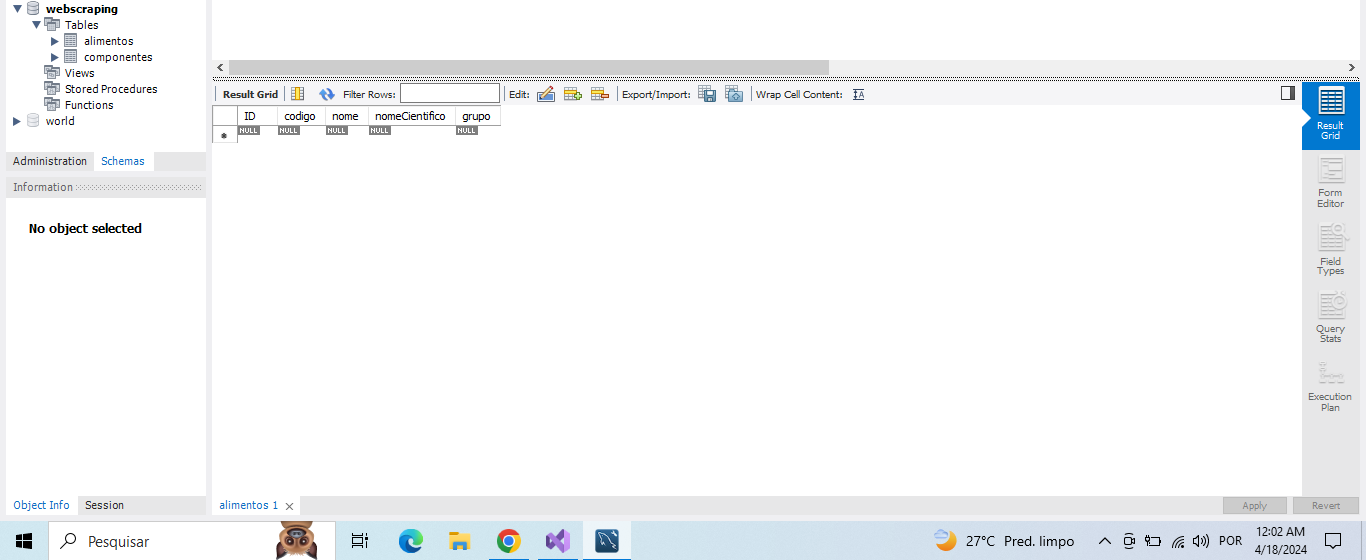 webscraping
Tables
alimentos
componentes
Views
Stored Procedures
Functions
world
Administration Schemas
Information
No object selected
Object Info Session
Result Grid Filter Rows: Edit: Export/Import: Wrap Cell Content: IA
ID codigo nome nomeCientifico grupo
NULL NULL NULL NULL NULL
Result
Grid
Form
Editor
Field
Types
Query
Stats
Execution
Plan
alimentos 1
Apply Revert
Pesquisar
27°C Pred. limpo
POR
12:02 AM
4/18/2024